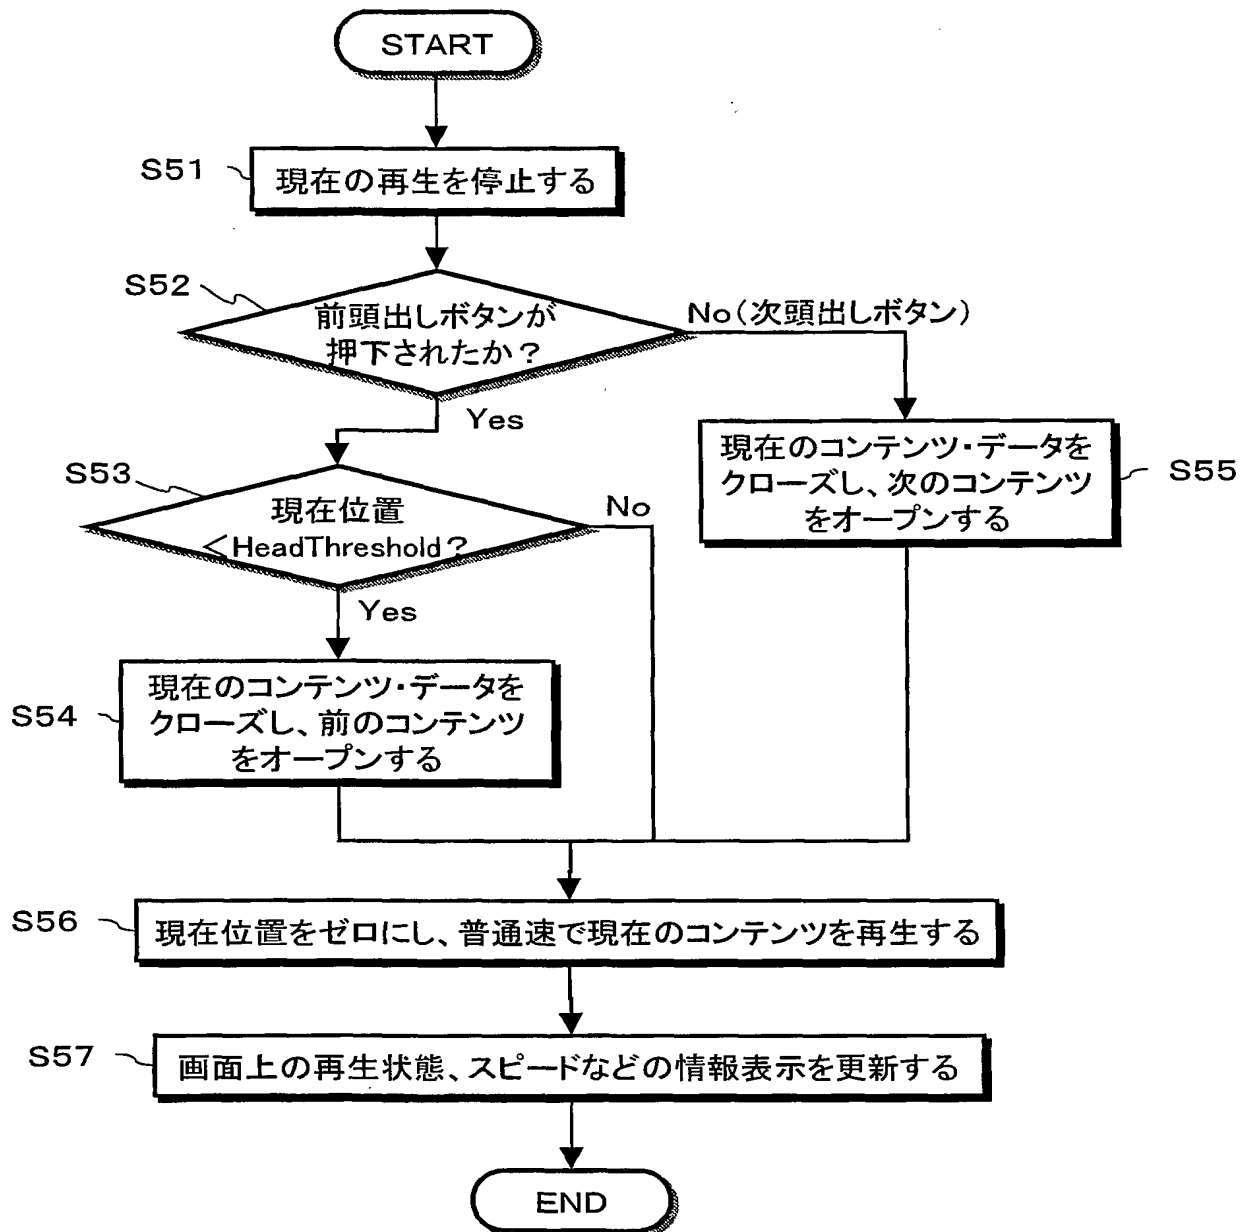 START
S51
現在の再生を停止する
S52
前頭出しボタンが
押下されたか？
No（次頭出しボタン）
Yes
S53
現在位置
＜HeadThreshold？
No
Yes
現在のコンテンツ・データを
クローズし、次のコンテンツ
をオープンする
S55
S54
現在のコンテンツ・データを
クローズし、前のコンテンツ
をオープンする
S56
現在位置をゼロにし、普通速で現在のコンテンツを再生する
S57
画面上の再生状態、スピードなどの情報表示を更新する
END